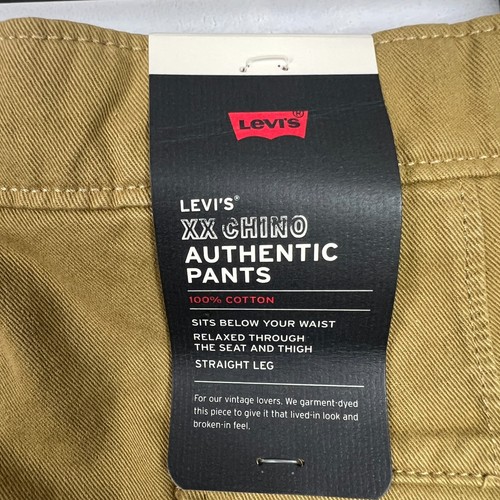 Levi's®
LEVI'S®
XX CHINO
AUTHENTIC
PANTS
100% COTTON
SITS BELOW YOUR WAIST
RELAXED THROUGH
THE SEAT AND THIGH
STRAIGHT LEG
For our vintage lovers. We garment-dyed
this piece to give it that lived-in look and
broken-in feel.